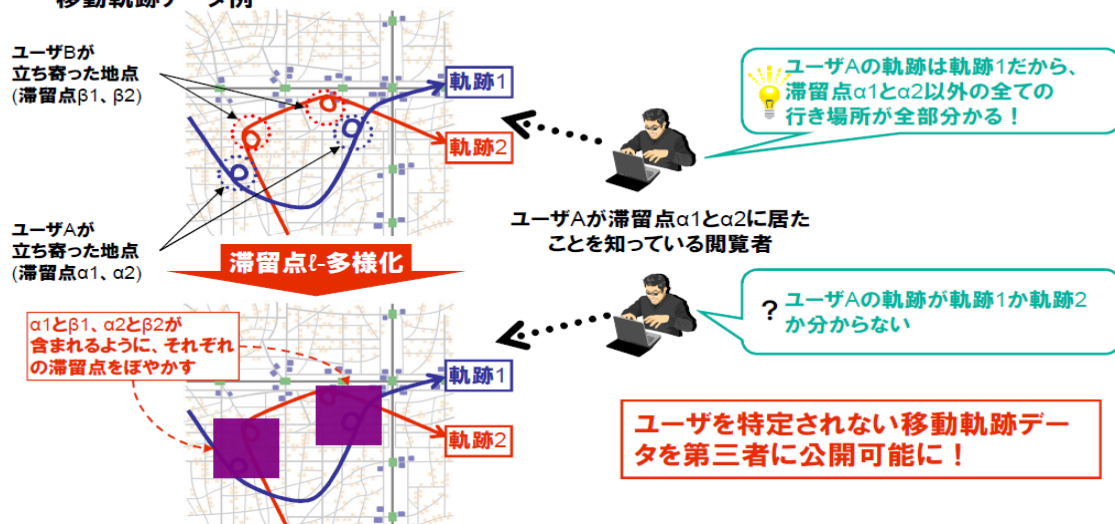 移動軌跡データ例
ユーザBが
立ち寄った地点
(滞留点β1、β2)
軌跡1
軌跡2
ユーザAの軌跡は軌跡1だから、
滞留点α1とα2以外の全ての
行き場所が全部分かる！
ユーザAが
立ち寄った地点
(滞留点α1、α2)
ユーザAが滞留点α1とα2に居た
ことを知っている閲覧者
滞留点ℓ-多様化
α1とβ1、α2とβ2が
含まれるように、それぞれ
の滞留点をぼやかす
軌跡1
軌跡2
? ユーザAの軌跡が軌跡1か軌跡2
か分からない
ユーザを特定されない移動軌跡デー
タを第三者に公開可能に！